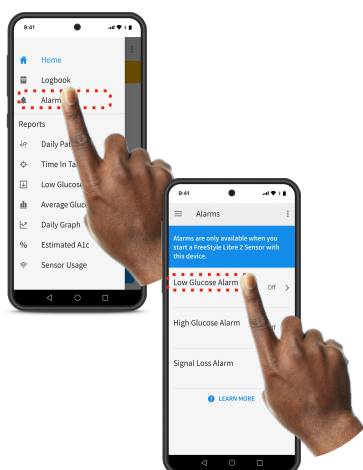 9:41
Home
Logbook
Alarm
Reports
Daily Pat
Time In Ta
Low Glucose
Average Gluc
Daily Graph
Estimated A1c
Sensor Usage
9:41
Alarms
Alarms are only available when you
start a FreeStyle Libre 2 Sensor with
this device.
Low Glucose Alarm
Off
High Glucose Alarm
Signal Loss Alarm
LEARN MORE